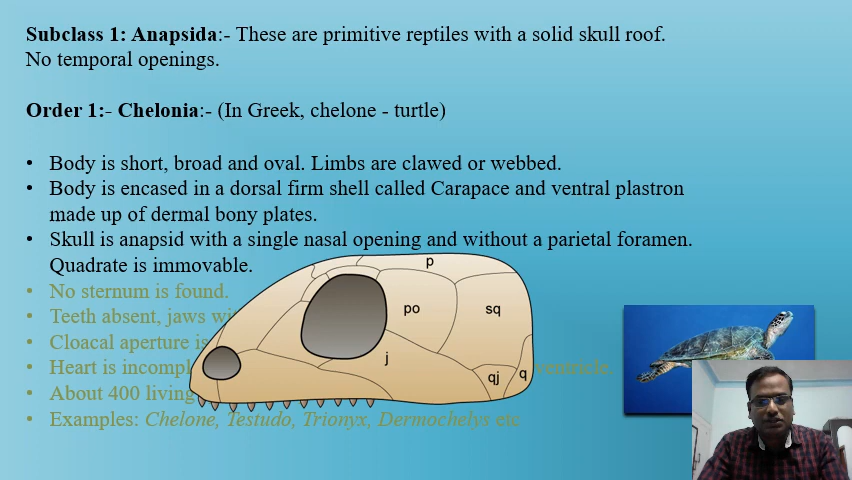 Subclass 1: Anapsida:- These are primitive reptiles with a solid skull roof.
No temporal openings.
Order 1:- Chelonia:- (In Greek, chelone - turtle)
• Body is short, broad and oval. Limbs are clawed or webbed.
• Body is encased in a dorsal firm shell called Carapace and ventral plastron
made up of dermal bony plates.
• Skull is anapsid with a single nasal opening and without a parietal foramen.
Quadrate is immovable.
• No sternum is found.
• Teeth absent, jaws
• Cloacal aperture is
• Heart is ventricle.
• About 400 living
• Examples: Chelone, Testudo, Trionyx, Dermochelys etc
p
po
sq
j
qj
q